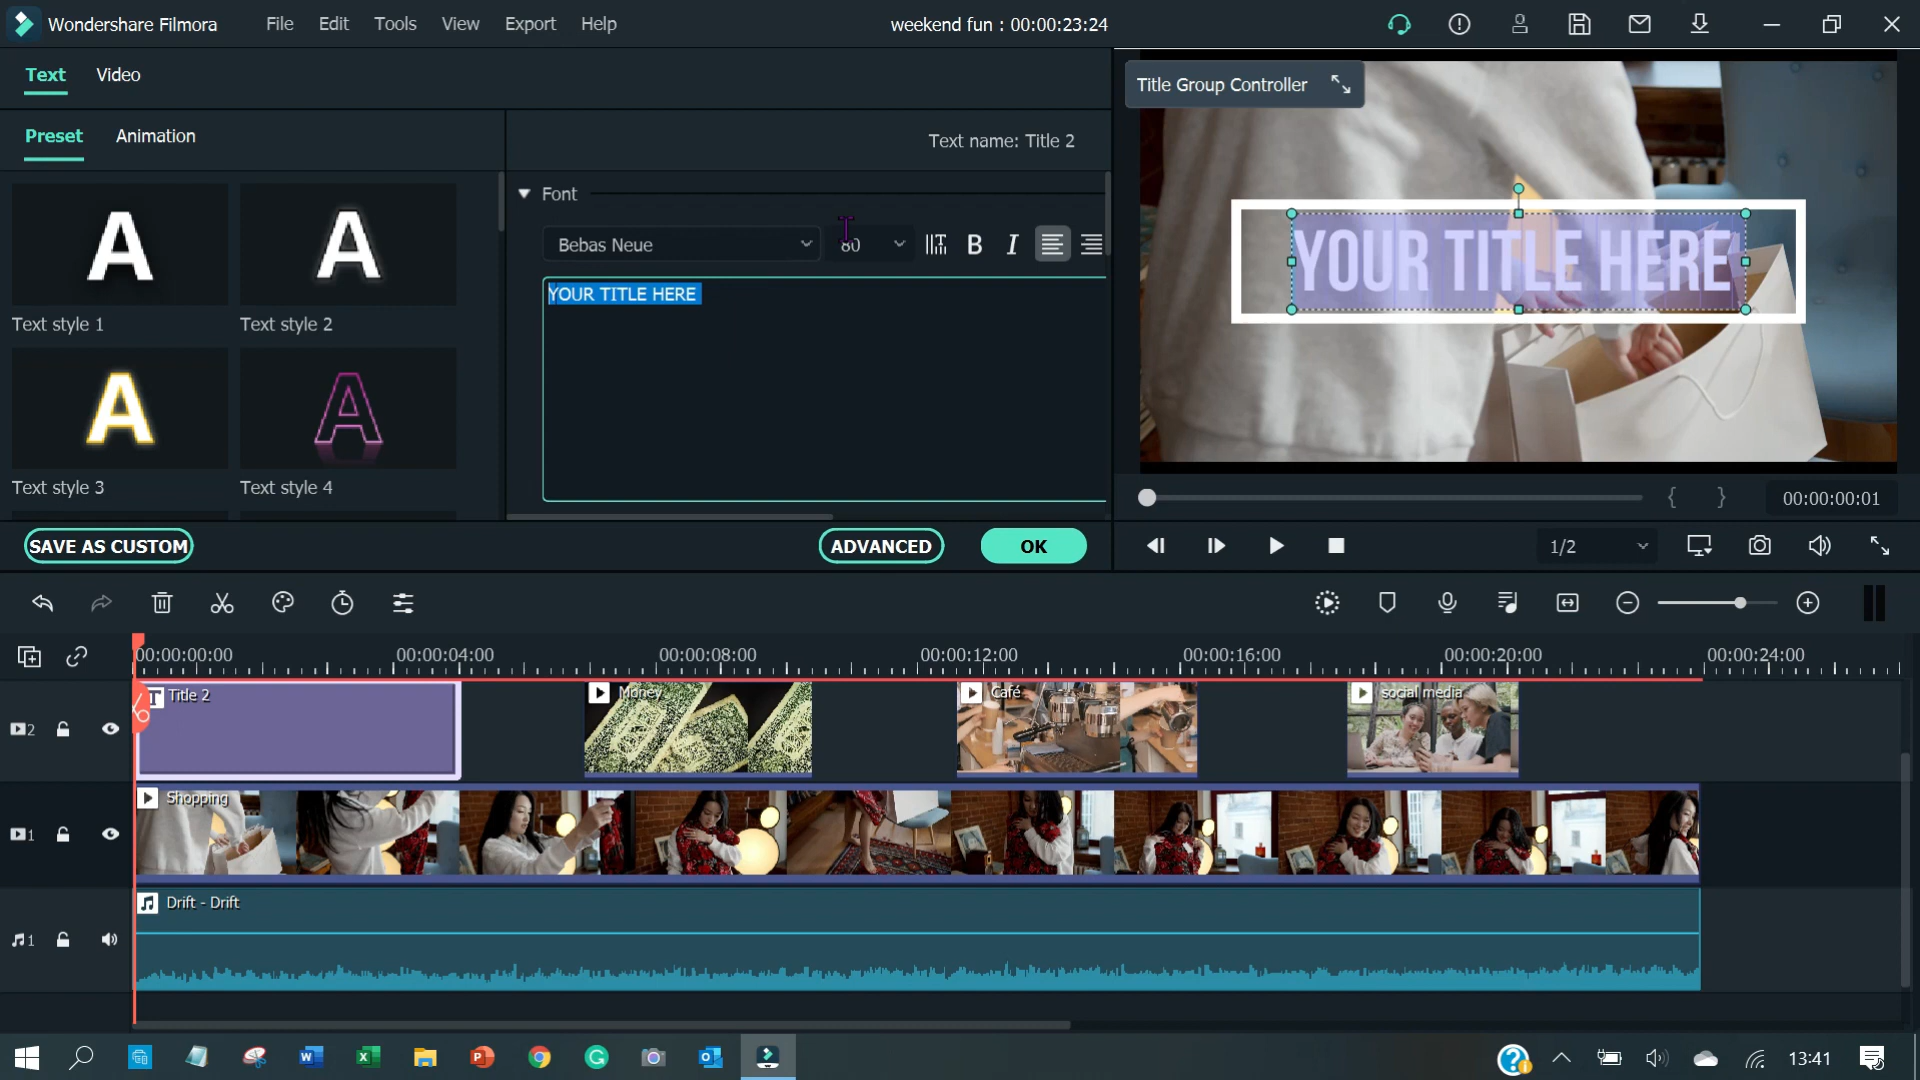 Wondershare Filmora
File Edit Tools View Export Help
weekend fun : 00:00:23:24
Text Video
Preset Animation
Text name: Title 2
Title Group Controller
Font
Bebas Neue
80
B I
YOUR TITLE HERE
YOUR TITLE HERE
A A
Text style 1 Text style 2
A A
Text style 3 Text style 4
00:00:00:01
SAVE AS CUSTOM
ADVANCED
OK
1/2
00:00:00:00 00:00:04:00 00:00:08:00 00:00:12:00 00:00:16:00 00:00:20:00 00:00:24:00
2
T Title 2
Money
Café
social media
1
Shopping
1
Drift - Drift
13:41